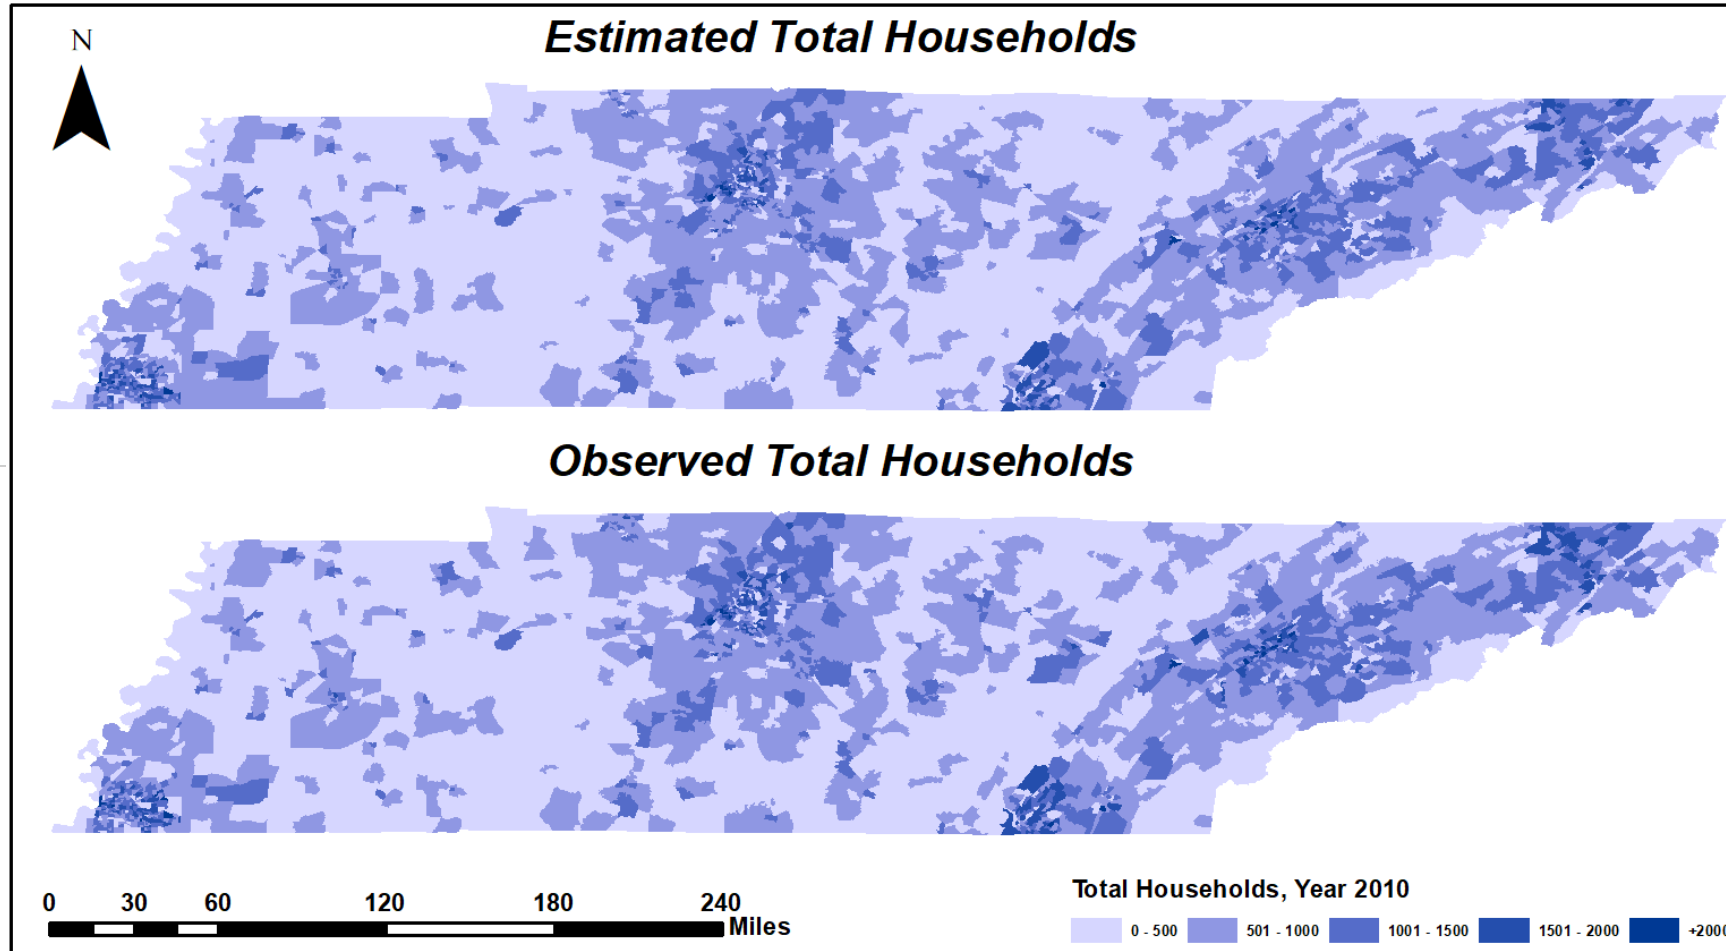 N
Estimated Total Households
Observed Total Households
0 30 60 120 180 240
Miles
Total Households, Year 2010
0 - 500 501 - 1000 1001 - 1500 1501 - 2000 +2000